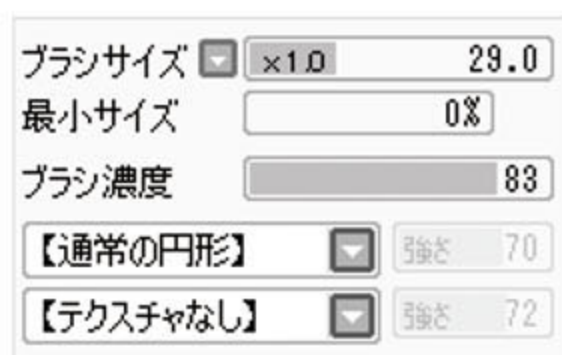 ブラシサイズ ×1.0 29.0
最小サイズ 0%
ブラシ濃度 83
【通常の円形】 強さ 70
【テクスチャなし】 強さ 72